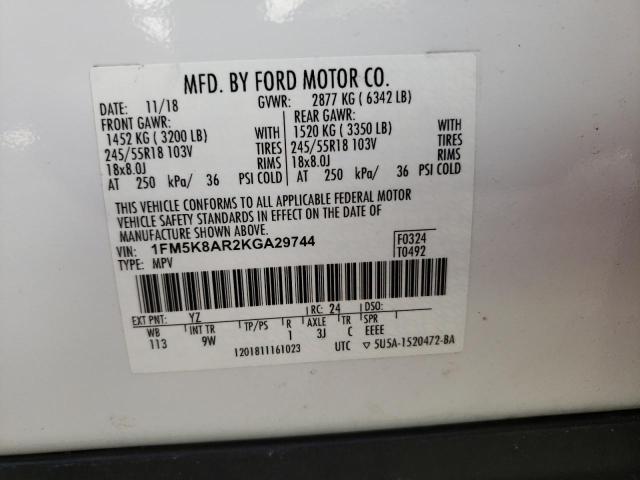 MFD. BY FORD MOTOR CO.
DATE: 11/18 GVWR: 2877 KG ( 6342 LB)
FRONT GAWR: REAR GAWR:
1452 KG ( 3200 LB) WITH 1520 KG ( 3350 LB) WITH
245/55R18 103V TIRES 245/55R18 103V TIRES
18x8.0J RIMS 18x8.0J RIMS
AT 250 kPa/ 36 PSI COLD AT 250 kPa/ 36 PSI COLD
THIS VEHICLE CONFORMS TO ALL APPLICABLE FEDERAL MOTOR
VEHICLE SAFETY STANDARDS IN EFFECT ON THE DATE OF
MANUFACTURE SHOWN ABOVE.
VIN: 1FM5K8AR2KGA29744 F0324
TYPE: MPV T0492
EXT PNT: YZ RC: 24 DSO:
WB INT TR TP/PS R AXLE TR SPR
113 9W 1 3J C EEEE
1201811161023 UTC ▽ 5U5A-1520472-BA